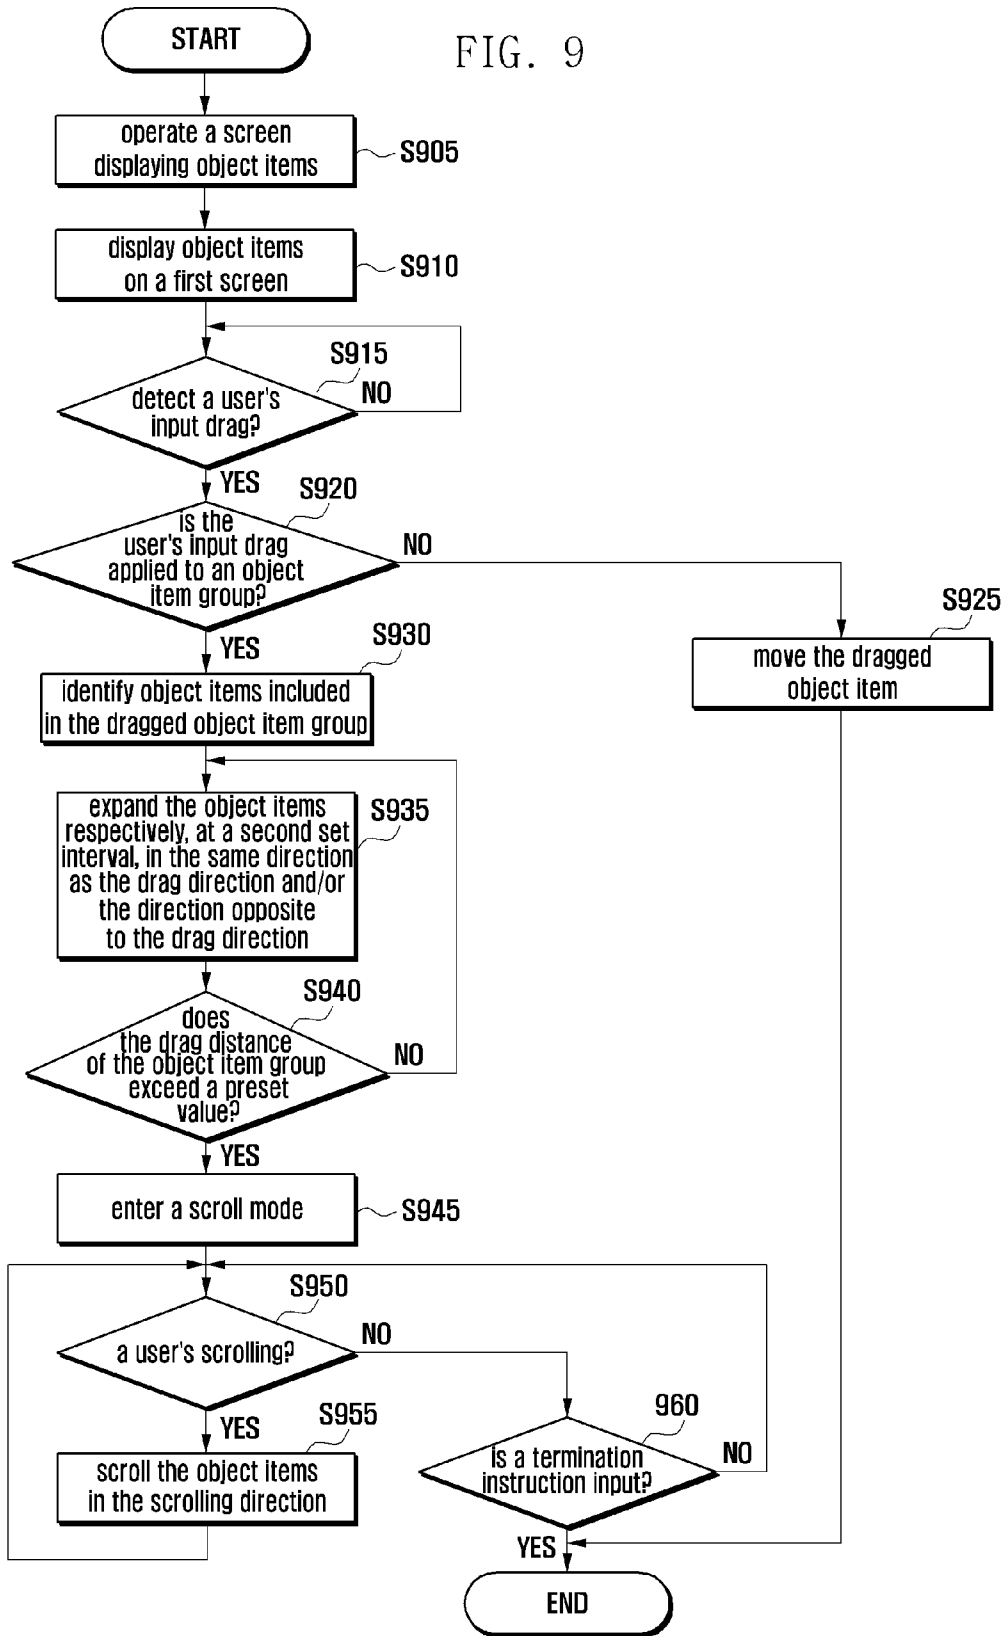 START
FIG. 9
operate a screen
displaying object items
S905
display object items
on a first screen
S910
S915
detect a user's
input drag?
NO
YES
S920
is the
user's input drag
applied to an object
item group?
NO
YES
S925
move the dragged
object item
S930
identify object items included
in the dragged object item group
S935
expand the object items
respectively, at a second set
interval, in the same direction
as the drag direction and/or
the direction opposite
to the drag direction
S940
does
the drag distance
of the object item group
exceed a preset
value?
NO
YES
enter a scroll mode
S945
S950
a user's scrolling?
NO
YES
S955
scroll the object items
in the scrolling direction
960
is a termination
instruction input?
NO
YES
END